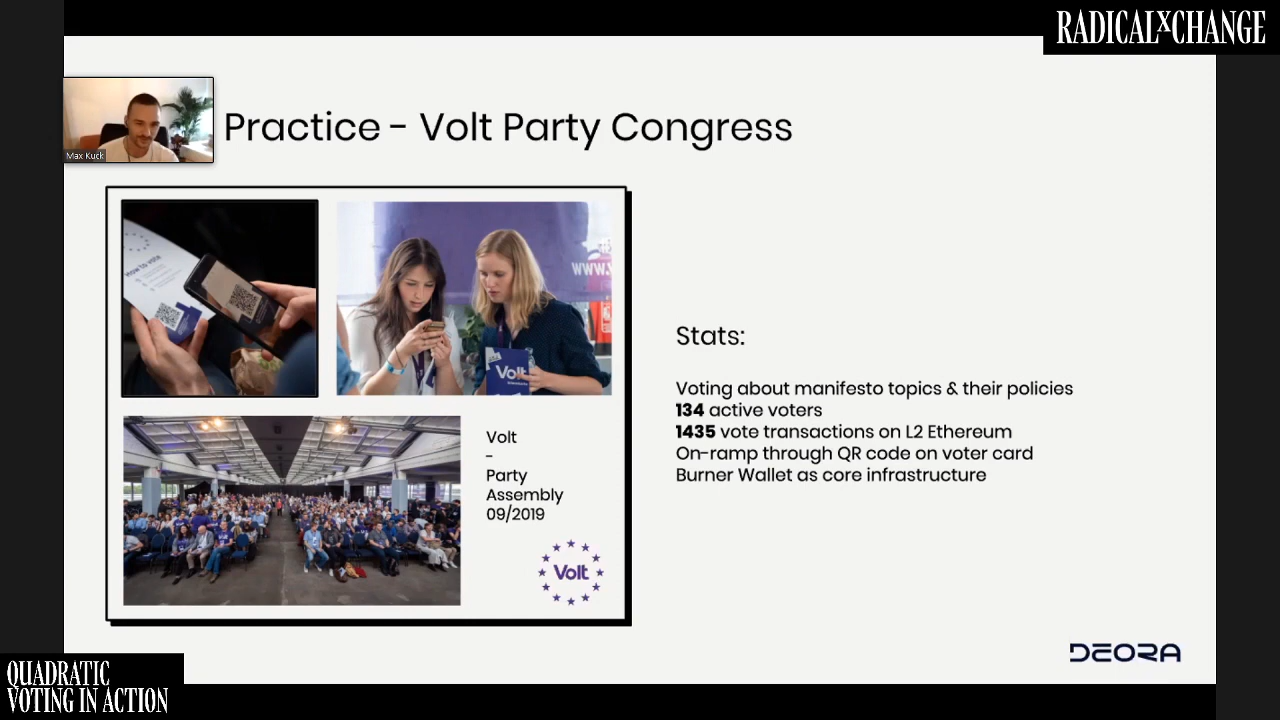 RADICALxCHANGE
Max Kuck
Practice - Volt Party Congress
How to vote
WWW.
Volt
Volt
-
Party
Assembly
09/2019
Volt
Stats:
Voting about manifesto topics & their policies
134 active voters
1435 vote transactions on L2 Ethereum
On-ramp through QR code on voter card
Burner Wallet as core infrastructure
DEORA
QUADRATIC
VOTING IN ACTION